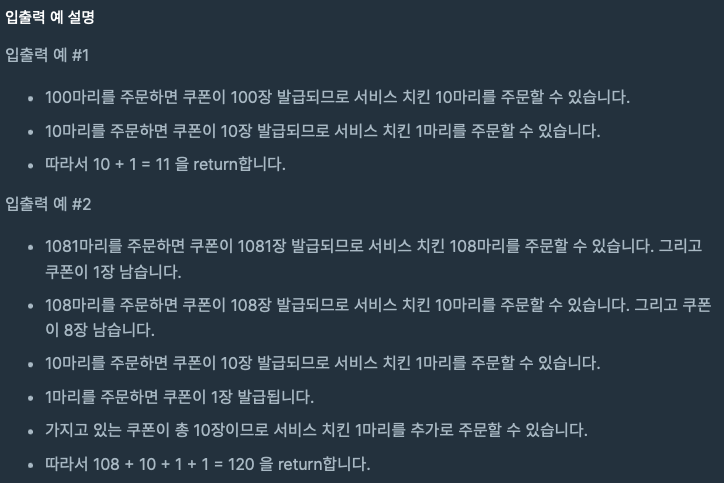 입출력 예 설명
입출력 예 #1
• 100마리를 주문하면 쿠폰이 100장 발급되므로 서비스 치킨 10마리를 주문할 수 있습니다.
• 10마리를 주문하면 쿠폰이 10장 발급되므로 서비스 치킨 1마리를 주문할 수 있습니다.
• 따라서 10 + 1 = 11 을 return합니다.
입출력 예 #2
• 1081마리를 주문하면 쿠폰이 1081장 발급되므로 서비스 치킨 108마리를 주문할 수 있습니다. 그리고
쿠폰이 1장 남습니다.
• 108마리를 주문하면 쿠폰이 108장 발급되므로 서비스 치킨 10마리를 주문할 수 있습니다. 그리고 쿠폰
이 8장 남습니다.
• 10마리를 주문하면 쿠폰이 10장 발급되므로 서비스 치킨 1마리를 주문할 수 있습니다.
• 1마리를 주문하면 쿠폰이 1장 발급됩니다.
• 가지고 있는 쿠폰이 총 10장이므로 서비스 치킨 1마리를 추가로 주문할 수 있습니다.
• 따라서 108 + 10 + 1 + 1 = 120 을 return합니다.